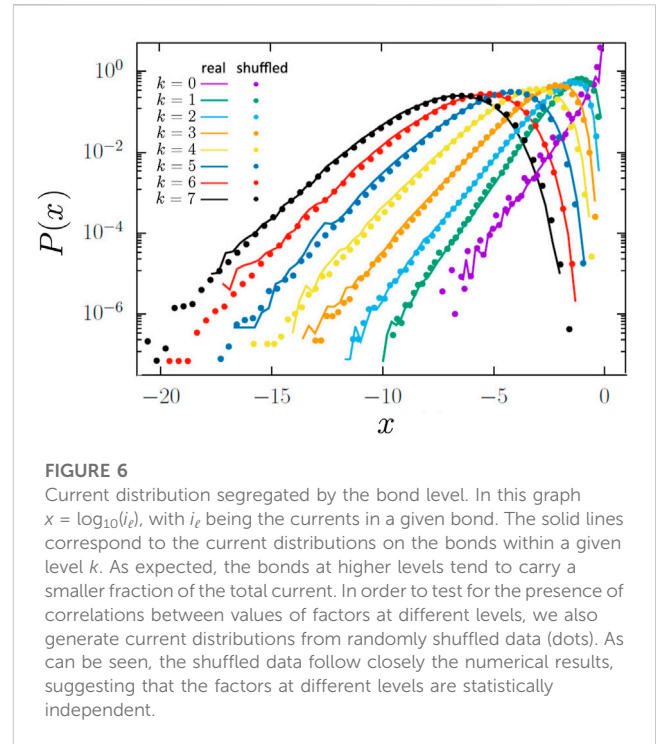 real shuffled
k = 0
k = 1
k = 2
k = 3
k = 4
k = 5
k = 6
k = 7
10⁰
10⁻²
10⁻⁴
10⁻⁶
P(x)
−20 −15 −10 −5 0
x
FIGURE 6
Current distribution segregated by the bond level. In this graph
x = log₁₀(iℓ), with iℓ being the currents in a given bond. The solid lines
correspond to the current distributions on the bonds within a given
level k. As expected, the bonds at higher levels tend to carry a
smaller fraction of the total current. In order to test for the presence of
correlations between values of factors at different levels, we also
generate current distributions from randomly shuffled data (dots). As
can be seen, the shuffled data follow closely the numerical results,
suggesting that the factors at different levels are statistically
independent.